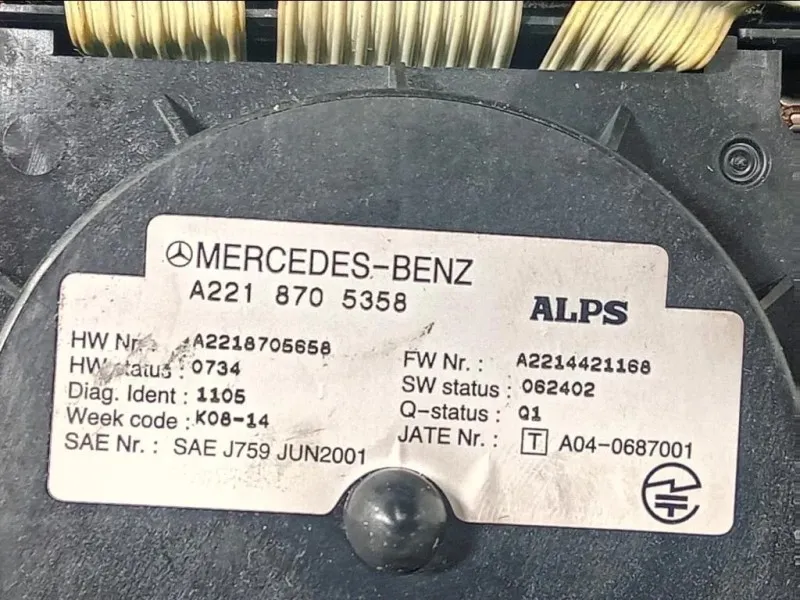 MERCEDES-BENZ
A221 870 5358
ALPS
HW Nr. A2218705658
HW status : 0734
Diag. Ident : 1105
Week code : K08-14
SAE Nr. : SAE J759 JUN2001
FW Nr. : A2214421168
SW status : 062402
Q-status : Q1
JATE Nr. : T A04-0687001